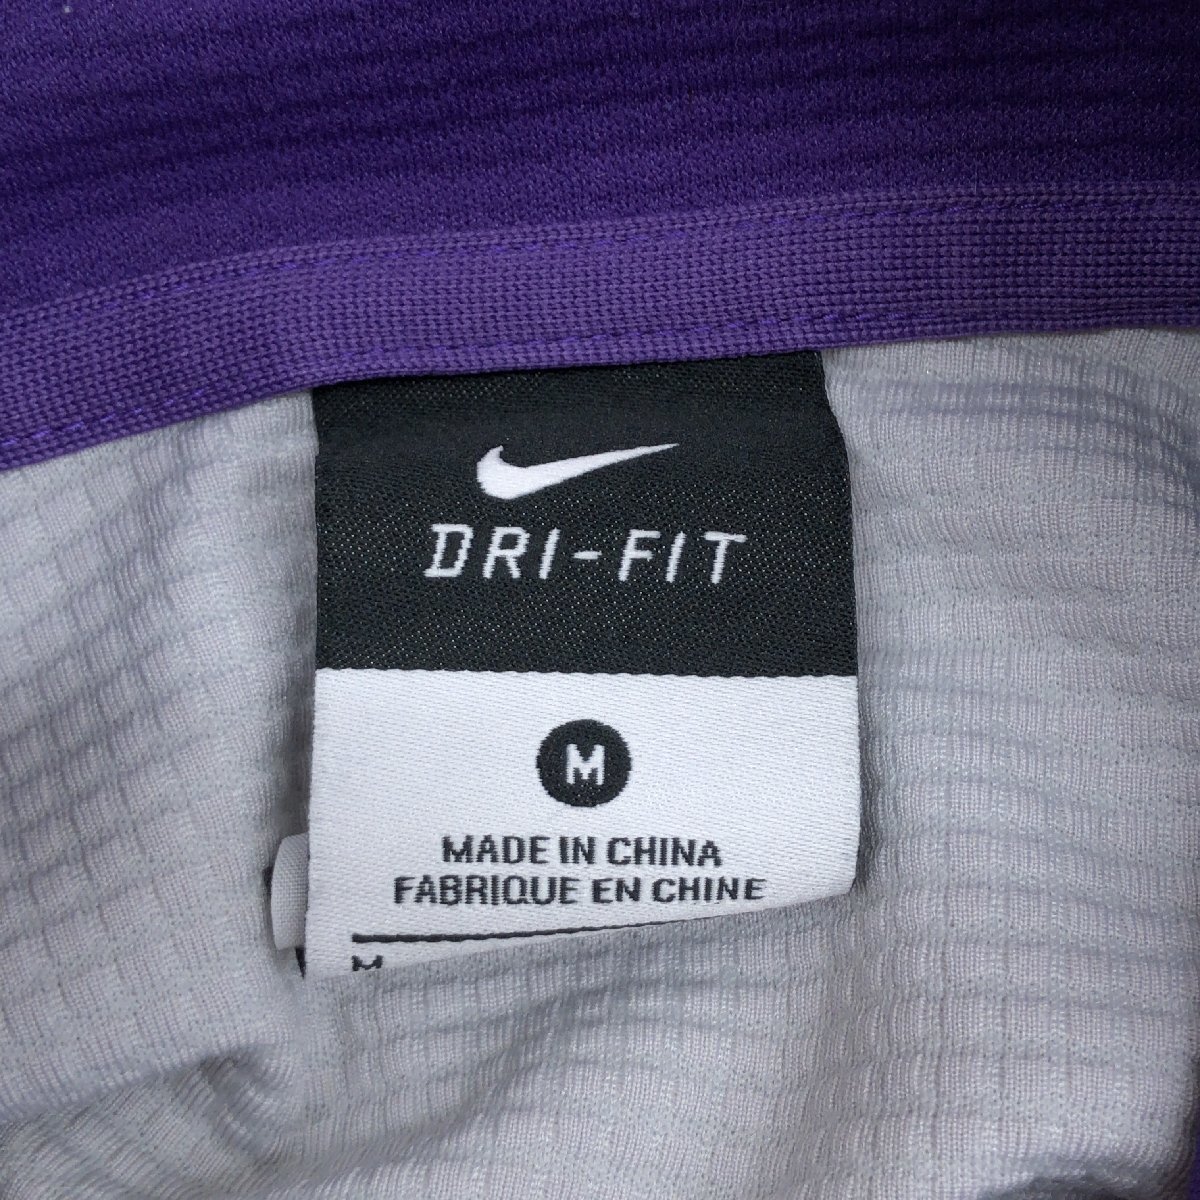 DRI-FIT
M
MADE IN CHINA
FABRIQUE EN CHINE
M